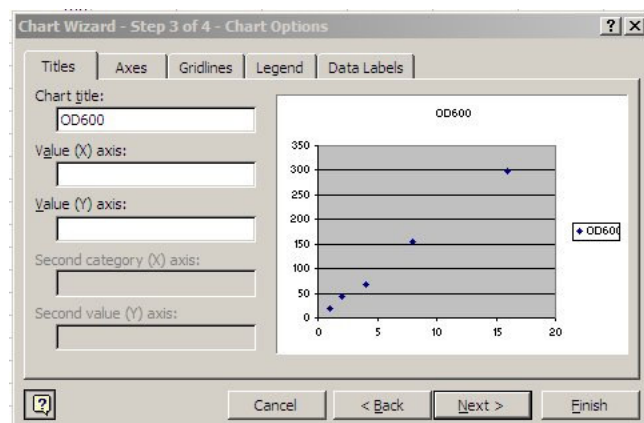 Chart Wizard - Step 3 of 4 - Chart Options
Titles Axes Gridlines Legend Data Labels
Chart title:
OD600
Value (X) axis:
Value (Y) axis:
Second category (X) axis:
Second value (Y) axis:
OD600
350
300
250
200
150
100
50
0
0 5 10 15 20
OD600
Cancel < Back Next > Finish